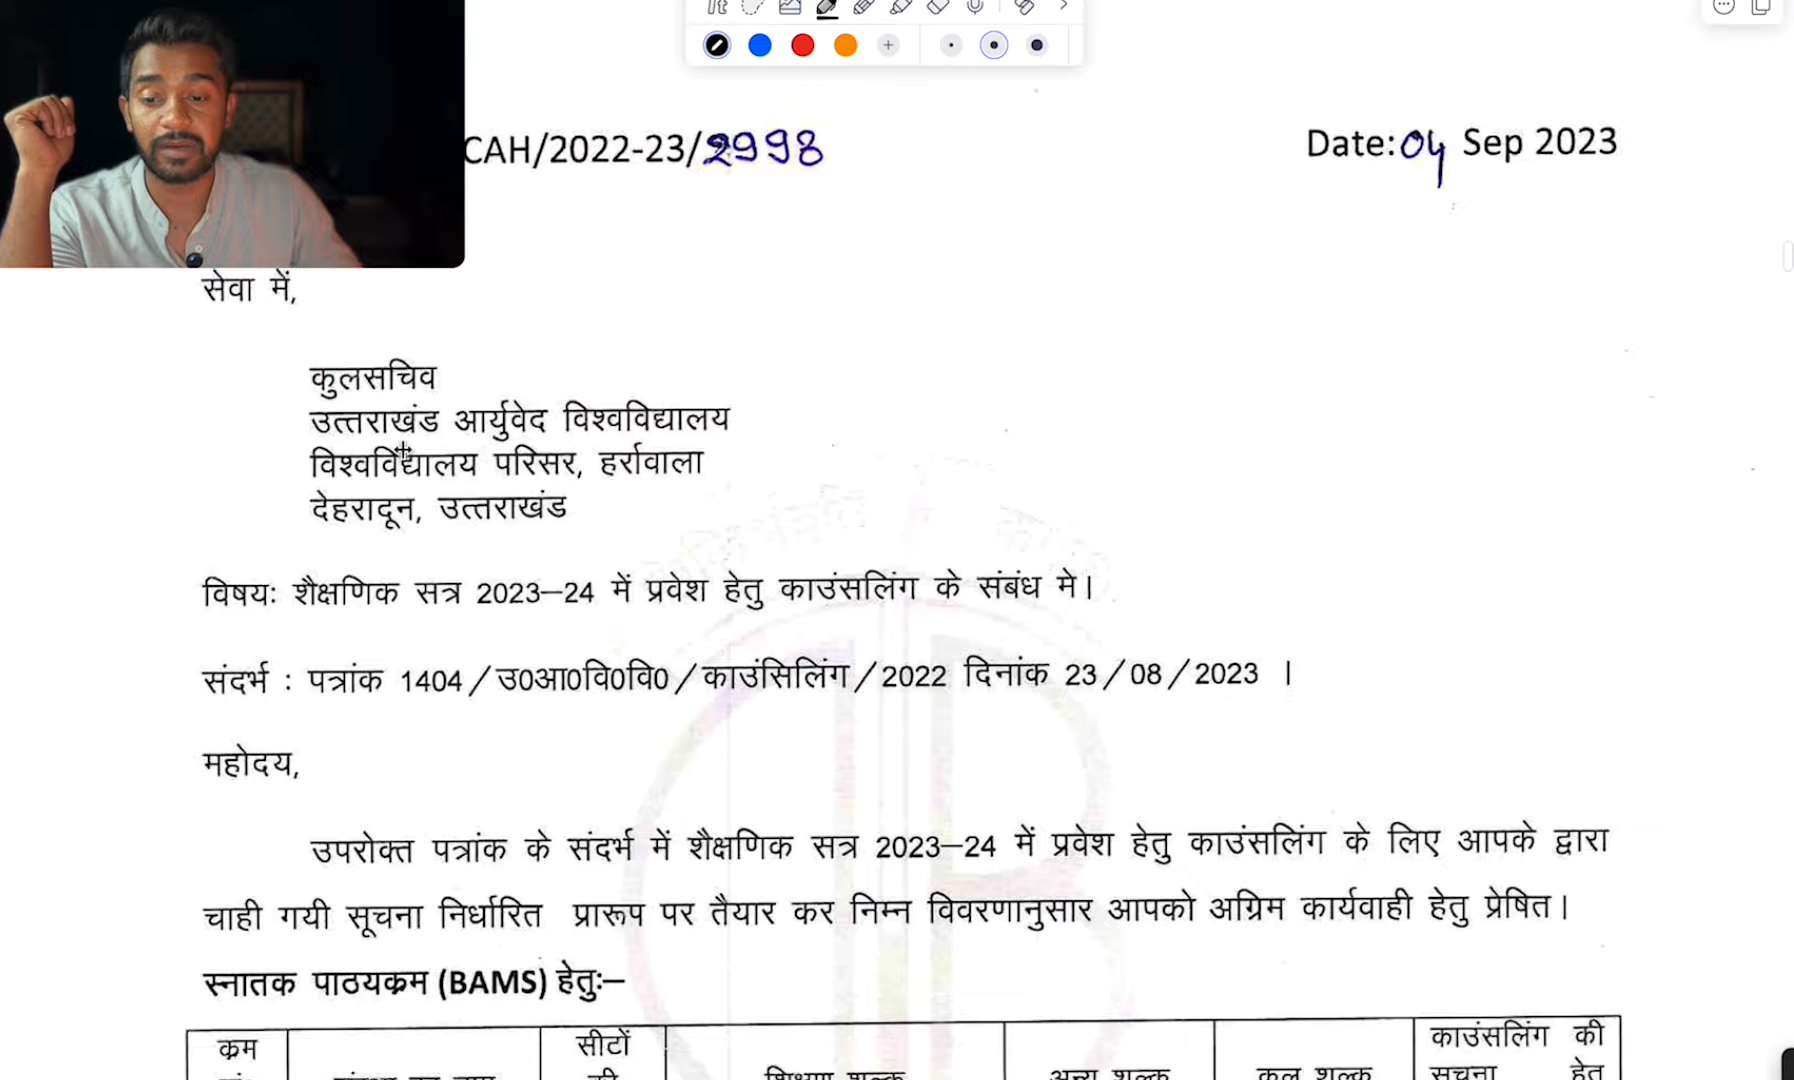 CAH/2022-23/2998
Date:04 Sep 2023
सेवा में,
कुलसचिव
उत्तराखंड आर्युवेद विश्वविद्यालय
विश्वविद्यालय परिसर, हर्रावाला
देहरादून, उत्तराखंड
विषयः शैक्षणिक सत्र 2023–24 में प्रवेश हेतु काउंसलिंग के संबंध मे।
संदर्भ : पत्रांक 1404/उ0आ0वि0वि0/काउंसिलिंग/2022 दिनांक 23/08/2023 ।
महोदय,
उपरोक्त पत्रांक के संदर्भ में शैक्षणिक सत्र 2023–24 में प्रवेश हेतु काउंसलिंग के लिए आपके द्वारा
चाही गयी सूचना निर्धारित प्रारूप पर तैयार कर निम्न विवरणानुसार आपको अग्रिम कार्यवाही हेतु प्रेषित।
स्नातक पाठयक्रम (BAMS) हेतुः–
क्रम सीटों काउंसलिंग की
की शिक्षण शुल्क अन्य शुल्क कुल शुल्क सूचना हेतु